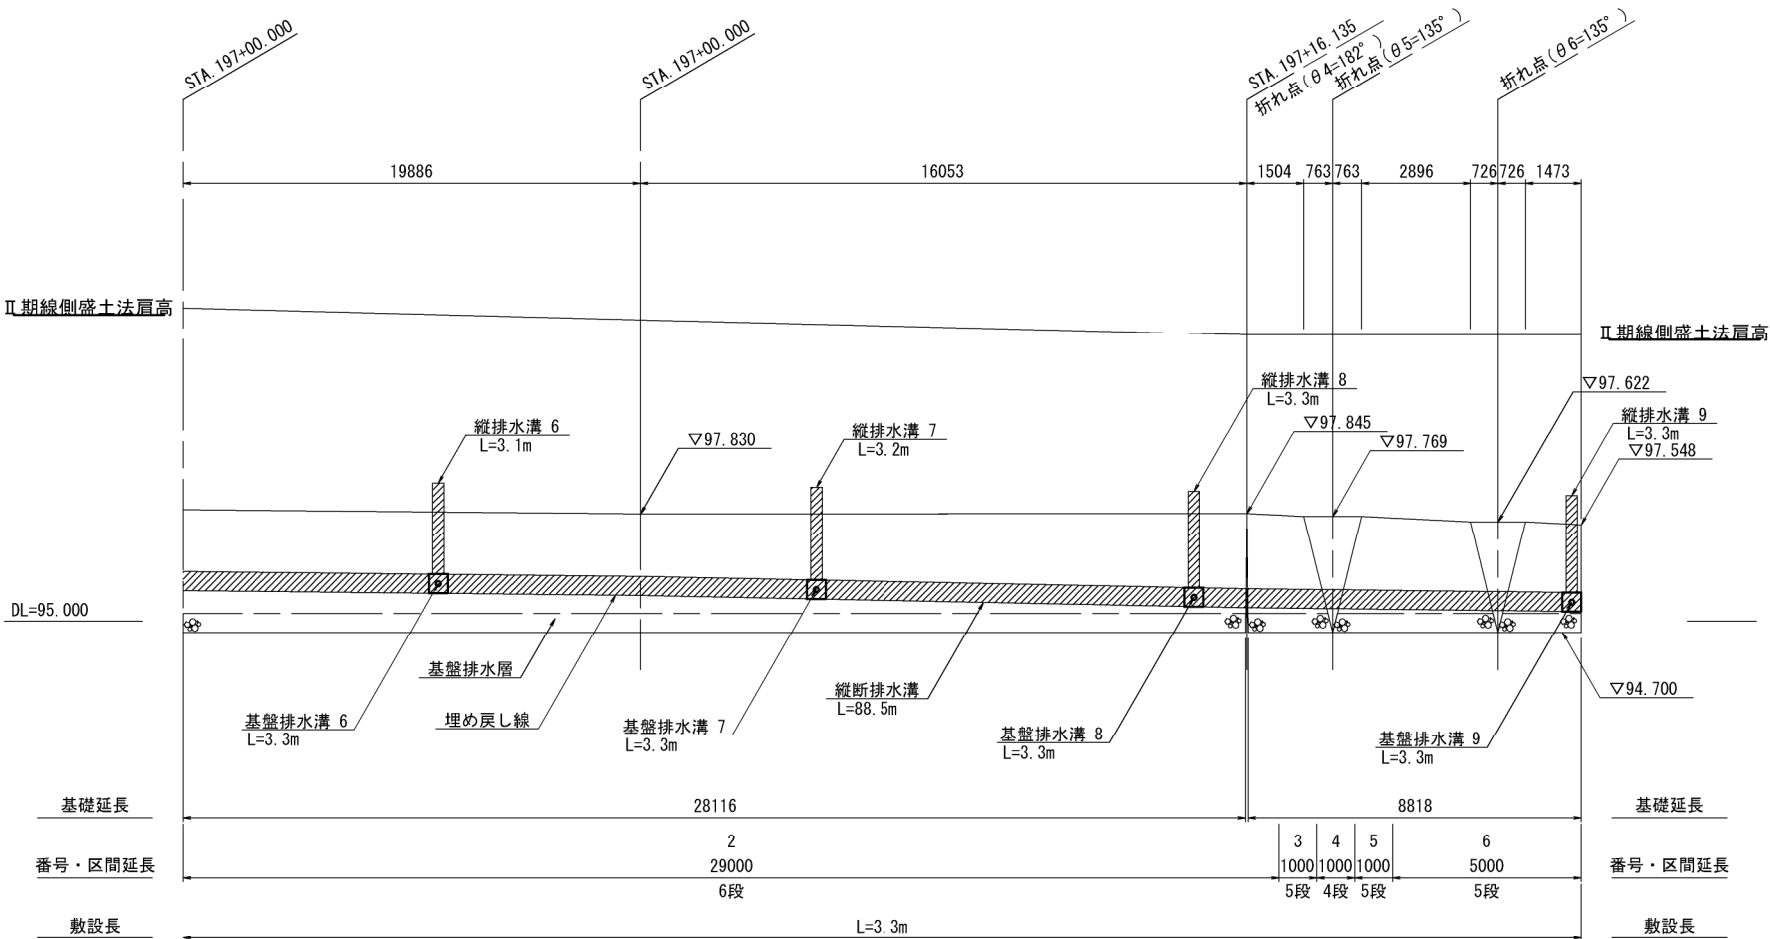 STA.197+00.000
STA.197+00.000
STA.197+16.135
折れ点(θ4=182°)
折れ点(θ5=135°)
折れ点(θ6=135°)
19886
16053
1504
763
763
2896
726
726
1473
Ⅱ期線側盛土法肩高
Ⅱ期線側盛土法肩高
縦排水溝 6
L=3.1m
▽97.830
縦排水溝 7
L=3.2m
縦排水溝 8
L=3.3m
▽97.845
▽97.769
▽97.622
縦排水溝 9
L=3.3m
▽97.548
DL=95.000
基盤排水層
埋め戻し線
基盤排水溝 6
L=3.3m
基盤排水溝 7
L=3.3m
縦断排水溝
L=88.5m
基盤排水溝 8
L=3.3m
基盤排水溝 9
L=3.3m
▽94.700
基礎延長
28116
8818
基礎延長
2
3
4
5
6
番号・区間延長
29000
1000
1000
1000
5000
番号・区間延長
6段
5段
4段
5段
5段
敷設長
L=3.3m
敷設長